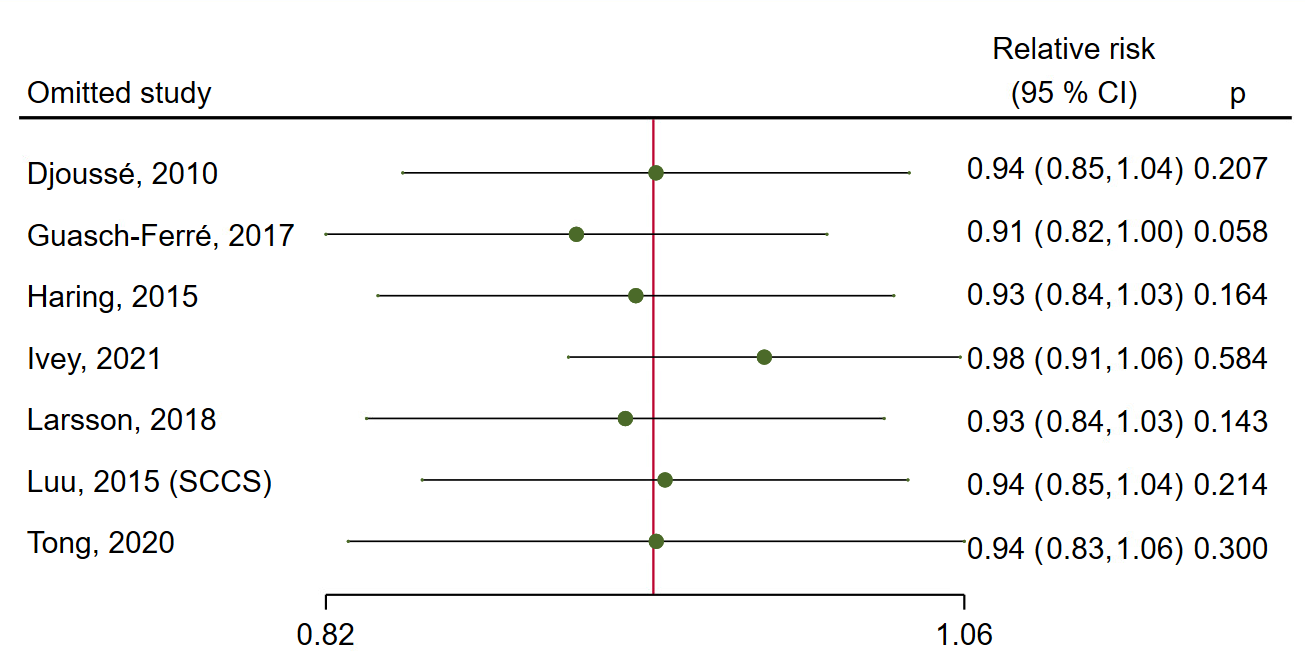 Relative risk
Omitted study (95 % CI) p
Djoussé, 2010 0.94 (0.85, 1.04) 0.207
Guasch-Ferré, 2017 0.91 (0.82, 1.00) 0.058
Haring, 2015 0.93 (0.84, 1.03) 0.164
Ivey, 2021 0.98 (0.91, 1.06) 0.584
Larsson, 2018 0.93 (0.84, 1.03) 0.143
Luu, 2015 (SCCS) 0.94 (0.85, 1.04) 0.214
Tong, 2020 0.94 (0.83, 1.06) 0.300
0.82 1.06